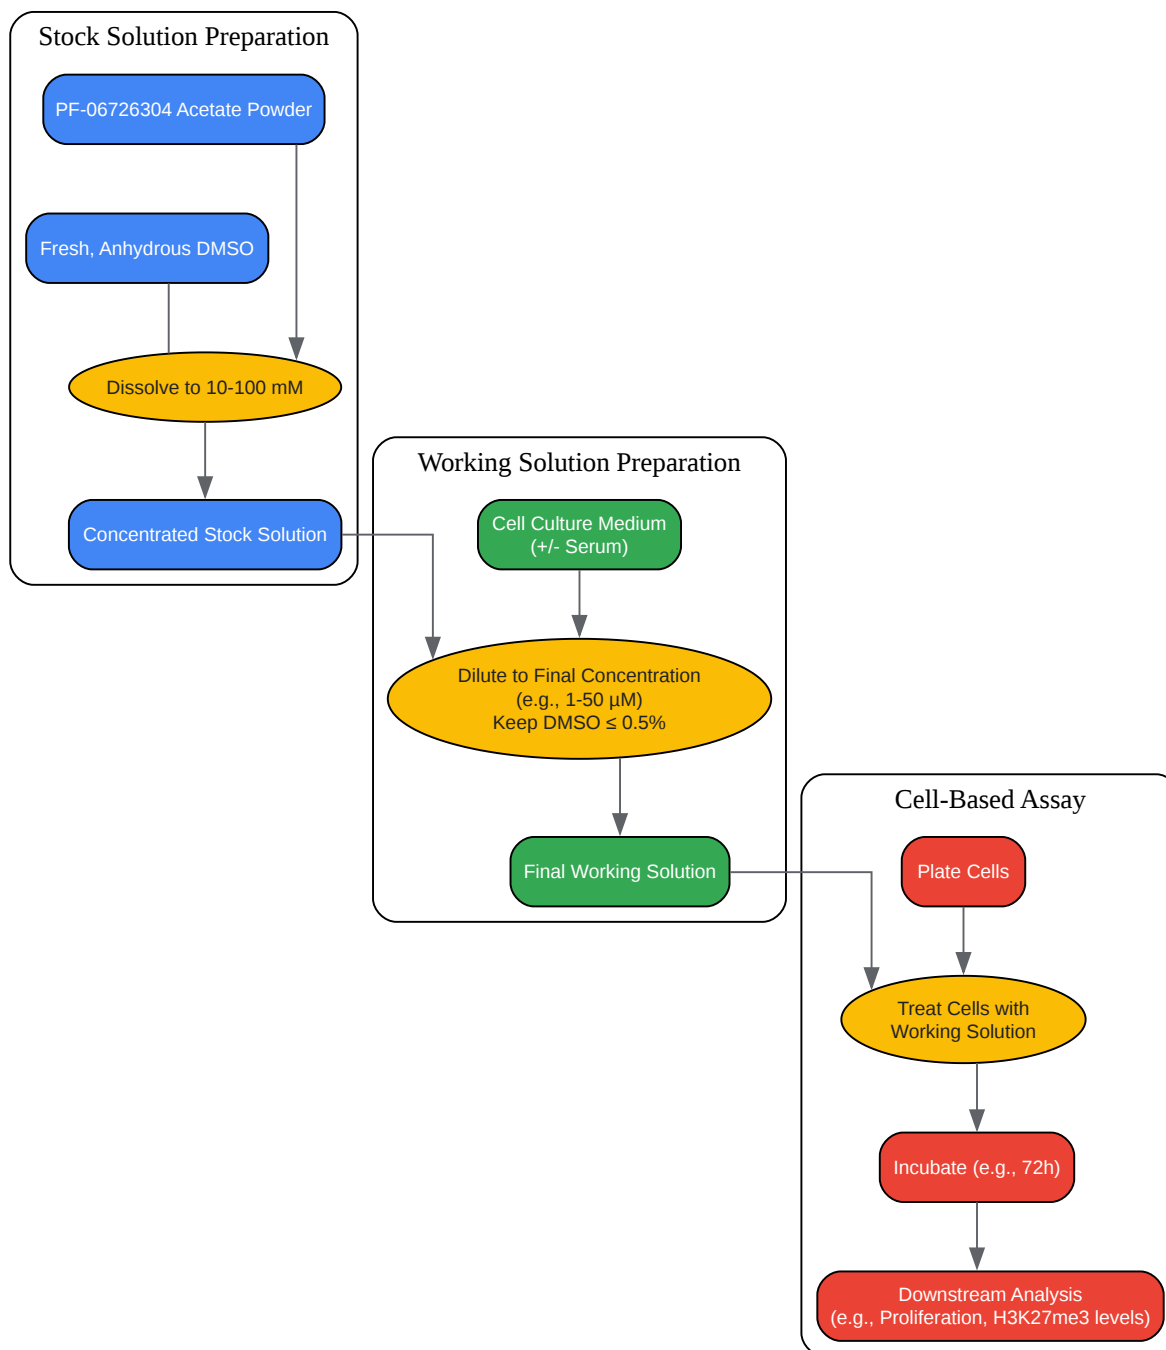 Stock Solution Preparation
PF-06726304 Acetate Powder
Fresh, Anhydrous DMSO
Dissolve to 10-100 mM
Concentrated Stock Solution
Working Solution Preparation
Cell Culture Medium
(+/- Serum)
Dilute to Final Concentration
(e.g., 1-50 µM)
Keep DMSO ≤ 0.5%
Final Working Solution
Cell-Based Assay
Plate Cells
Treat Cells with
Working Solution
Incubate (e.g., 72h)
Downstream Analysis
(e.g., Proliferation, H3K27me3 levels)